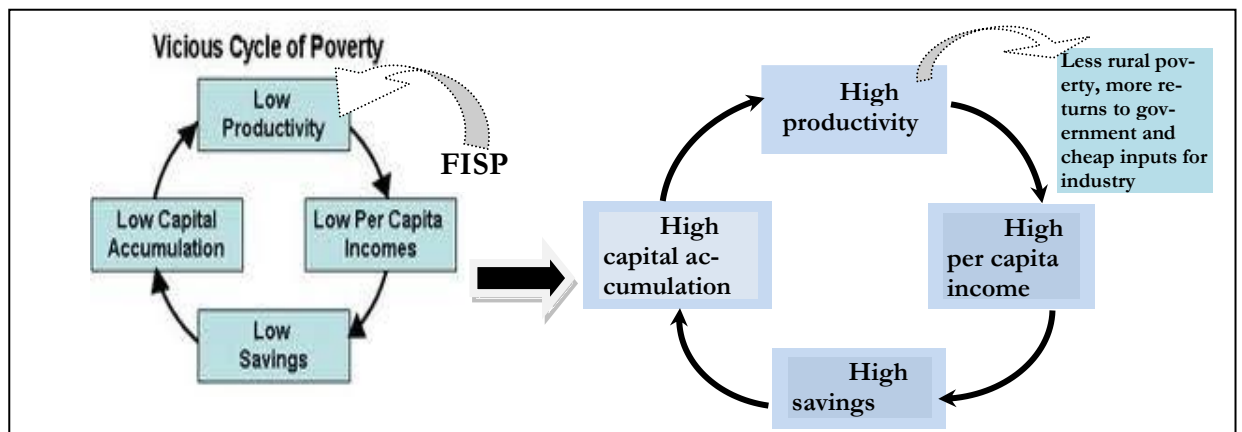 Vicious Cycle of Poverty
Low
Productivity
FISP
Low Per Capita
Incomes
Low
Savings
Low Capital
Accumulation
High
productivity
Less rural pov-
erty, more re-
turns to gov-
ernment and
cheap inputs for
industry
High
per capita
income
High
savings
High
capital ac-
cumulation